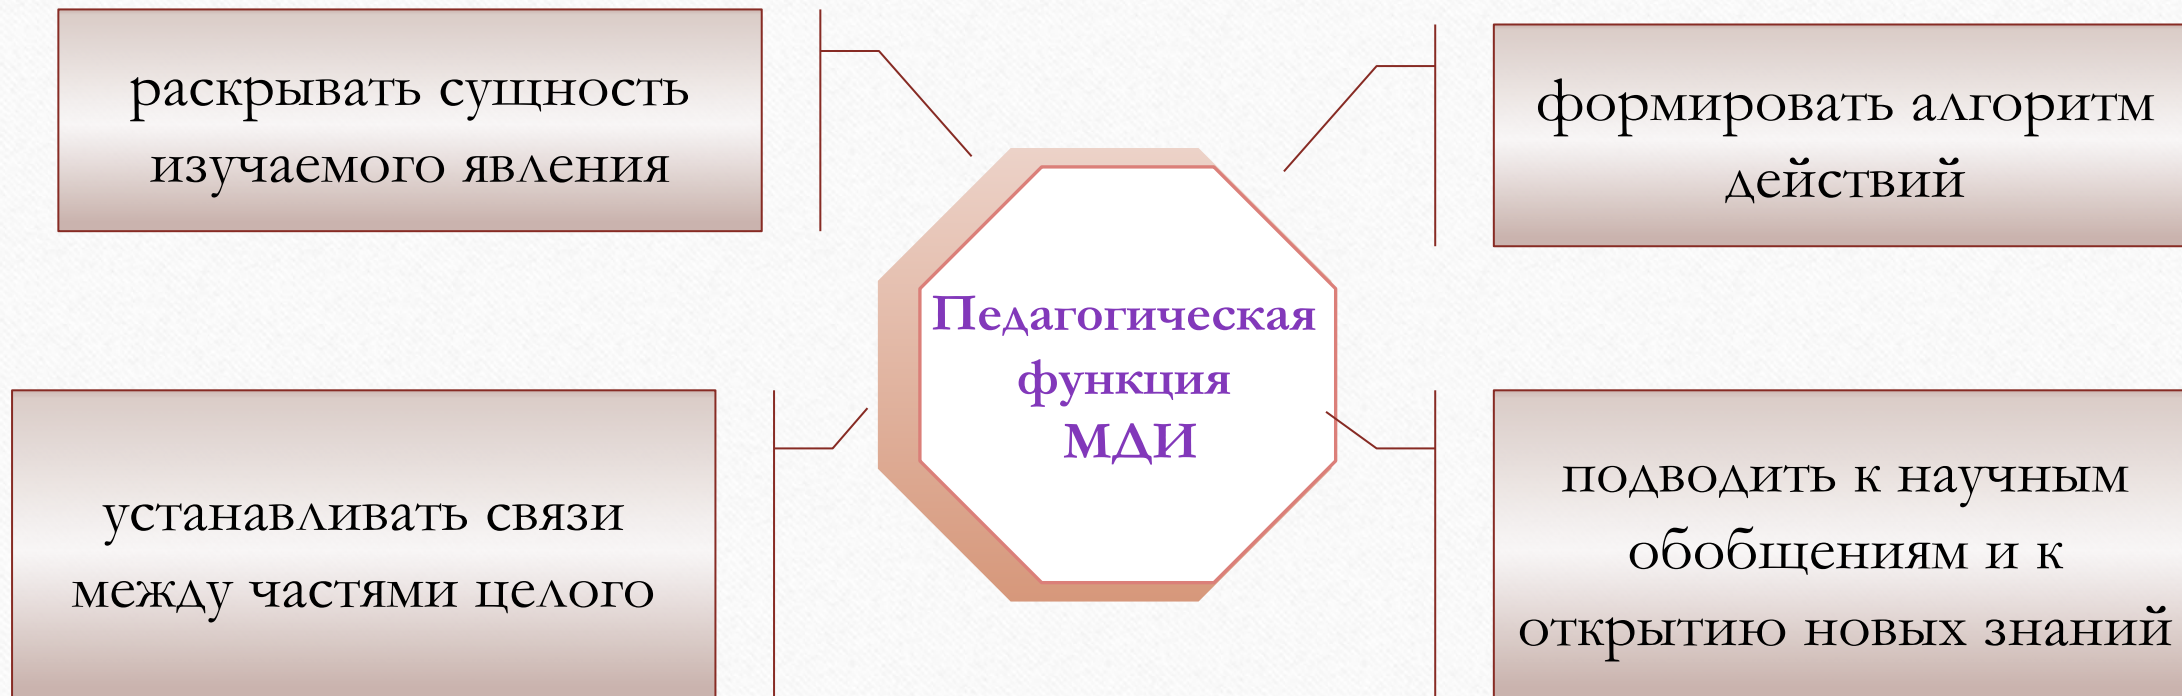 раскрывать сущность
изучаемого явления
формировать алгоритм
действий
Педагогическая
функция
МДИ
устанавливать связи
между частями целого
подводить к научным
обобщениям и к
открытию новых знаний